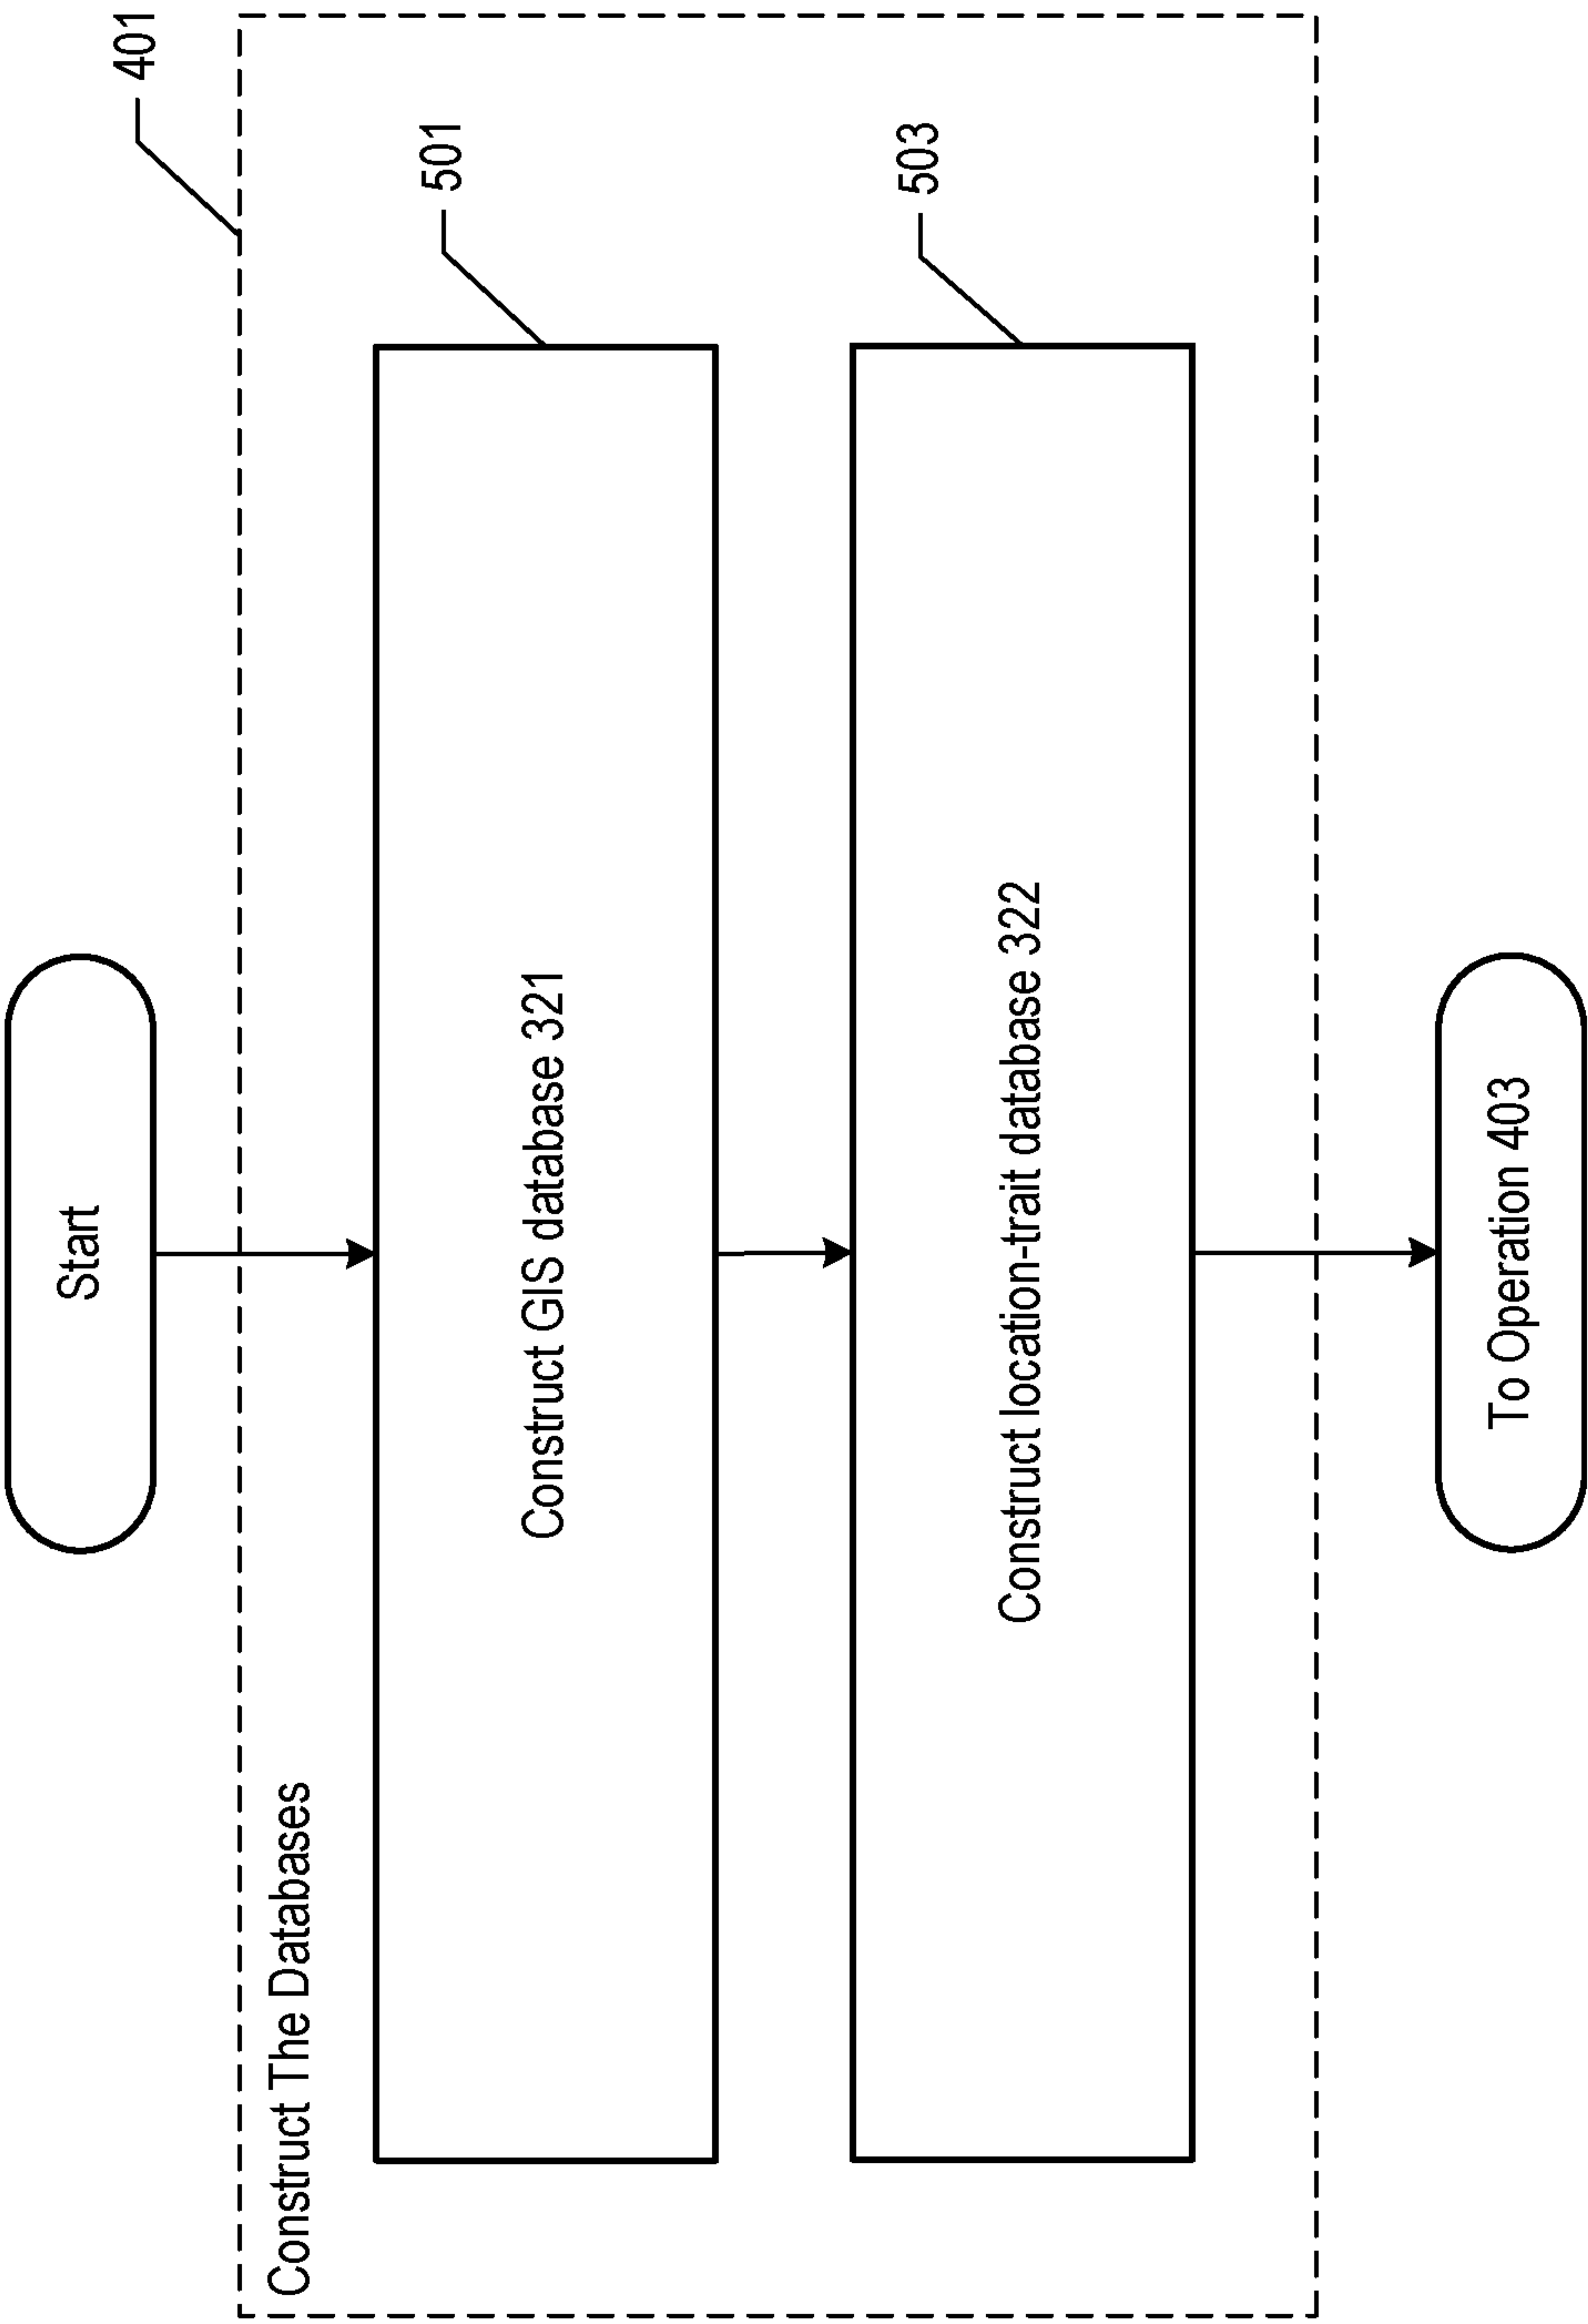 Start
401
Construct The Databases
501
Construct GIS database 321
503
Construct location-trait database 322
To Operation 403